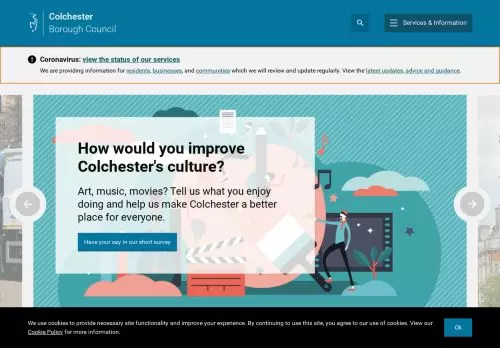 Colchester
Borough Council
Services & Information
Coronavirus: view the status of our services
We are providing information for residents, businesses, and communities which we will review and update regularly. View the latest updates, advice and guidance.
How would you improve
Colchester's culture?
Art, music, movies? Tell us what you enjoy
doing and help us make Colchester a better
place for everyone.
Have your say in our short survey
We use cookies to provide necessary site functionality and improve your experience. By continuing to use this site, you agree to our use of cookies. View our
Cookie Policy for more information.
Ok